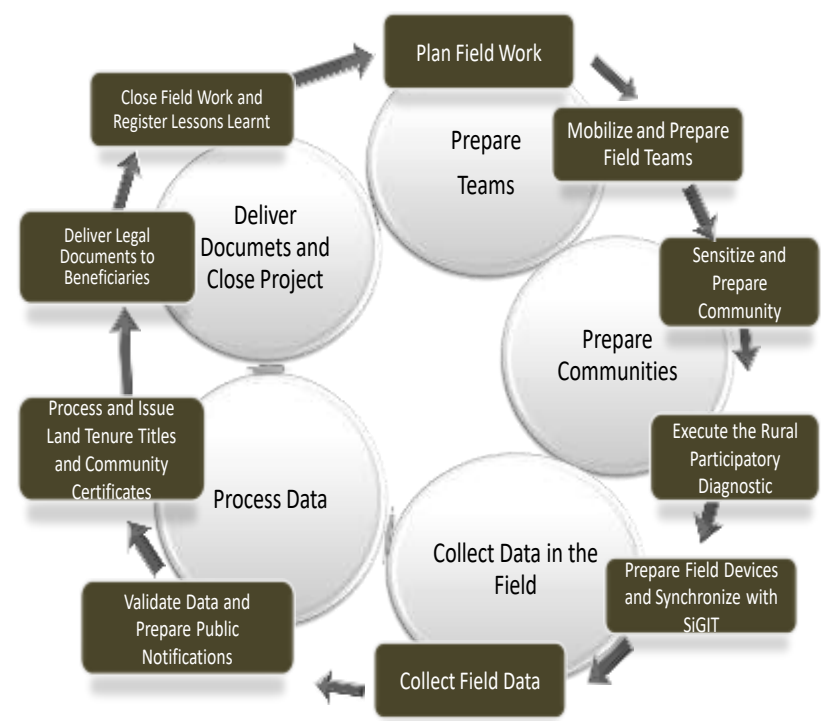 Plan Field Work
Close Field Work and
Register Lessons Learnt
Mobilize and Prepare
Field Teams
Prepare
Teams
Deliver
Documets and
Close Project
Deliver Legal
Documents to
Beneficiaries
Sensitize and
Prepare
Community
Prepare
Communities
Process and Issue
Land Tenure Titles
and Community
Certificates
Execute the Rural
Participatory
Diagnostic
Process Data
Collect Data in the
Field
Prepare Field Devices
and Synchronize with
SiGIT
Validate Data and
Prepare Public
Notifications
Collect Field Data